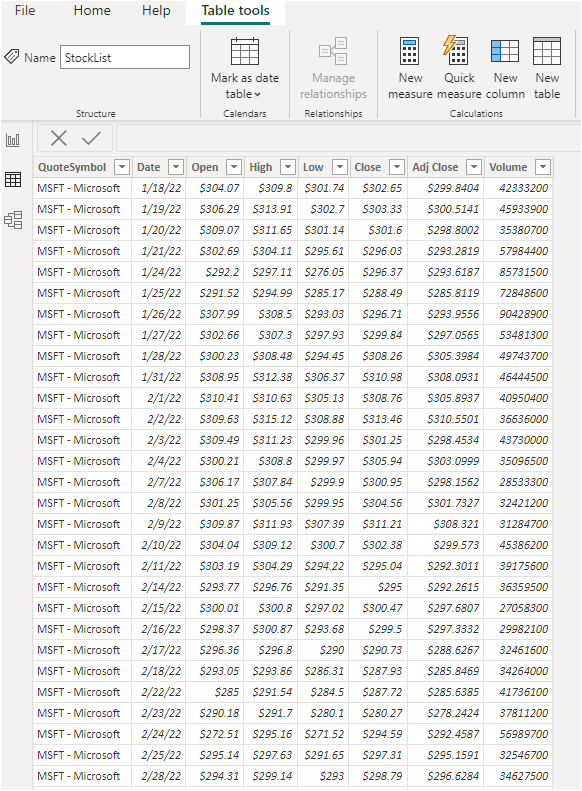 File Home Help Table tools
Name StockList
Mark as date table
Manage relationships
New measure
Quick measure
New column
New table
Structure Calendars Relationships Calculations
QuoteSymbol Date Open High Low Close Adj Close Volume
MSFT - Microsoft 1/18/22 $304.07 $309.8 $301.74 $302.65 $299.8404 42333200
MSFT - Microsoft 1/19/22 $306.29 $313.91 $302.7 $303.33 $300.5141 45933900
MSFT - Microsoft 1/20/22 $309.07 $311.65 $301.14 $301.6 $298.8002 35380700
MSFT - Microsoft 1/21/22 $302.69 $304.11 $295.61 $296.03 $293.2819 57984400
MSFT - Microsoft 1/24/22 $292.2 $297.11 $276.05 $296.37 $293.6187 85731500
MSFT - Microsoft 1/25/22 $291.52 $294.99 $285.17 $288.49 $285.8119 72848600
MSFT - Microsoft 1/26/22 $307.99 $308.5 $293.03 $296.71 $293.9556 90428900
MSFT - Microsoft 1/27/22 $302.66 $307.3 $297.93 $299.84 $297.0565 53481300
MSFT - Microsoft 1/28/22 $300.23 $308.48 $294.45 $308.26 $305.3984 49743700
MSFT - Microsoft 1/31/22 $308.95 $312.38 $306.37 $310.98 $308.0931 46444500
MSFT - Microsoft 2/1/22 $310.41 $310.63 $305.13 $308.76 $305.8937 40950400
MSFT - Microsoft 2/2/22 $309.63 $315.12 $308.88 $313.46 $310.5501 36636000
MSFT - Microsoft 2/3/22 $309.49 $311.23 $299.96 $301.25 $298.4534 43730000
MSFT - Microsoft 2/4/22 $300.21 $308.8 $299.97 $305.94 $303.0999 35096500
MSFT - Microsoft 2/7/22 $306.17 $307.84 $299.9 $300.95 $298.1562 28533300
MSFT - Microsoft 2/8/22 $301.25 $305.56 $299.95 $304.56 $301.7327 32421200
MSFT - Microsoft 2/9/22 $309.87 $311.93 $307.39 $311.21 $308.321 31284700
MSFT - Microsoft 2/10/22 $304.04 $309.12 $300.7 $302.38 $299.573 45386200
MSFT - Microsoft 2/11/22 $303.19 $304.29 $294.22 $295.04 $292.3011 39175600
MSFT - Microsoft 2/14/22 $293.77 $296.76 $291.35 $295 $292.2615 36359500
MSFT - Microsoft 2/15/22 $300.01 $300.8 $297.02 $300.47 $297.6807 27058300
MSFT - Microsoft 2/16/22 $298.37 $300.87 $293.68 $299.5 $297.3332 29982100
MSFT - Microsoft 2/17/22 $296.36 $296.8 $290 $290.73 $288.6267 32461600
MSFT - Microsoft 2/18/22 $293.05 $293.86 $286.31 $287.93 $285.8469 34264000
MSFT - Microsoft 2/22/22 $285 $291.54 $284.5 $287.72 $285.6385 41736100
MSFT - Microsoft 2/23/22 $290.18 $291.7 $280.1 $280.27 $278.2424 37811200
MSFT - Microsoft 2/24/22 $272.51 $295.16 $271.52 $294.59 $292.4587 56989700
MSFT - Microsoft 2/25/22 $295.14 $297.63 $291.65 $297.31 $295.1591 32546700
MSFT - Microsoft 2/28/22 $294.31 $299.14 $293 $298.79 $296.6284 34627500